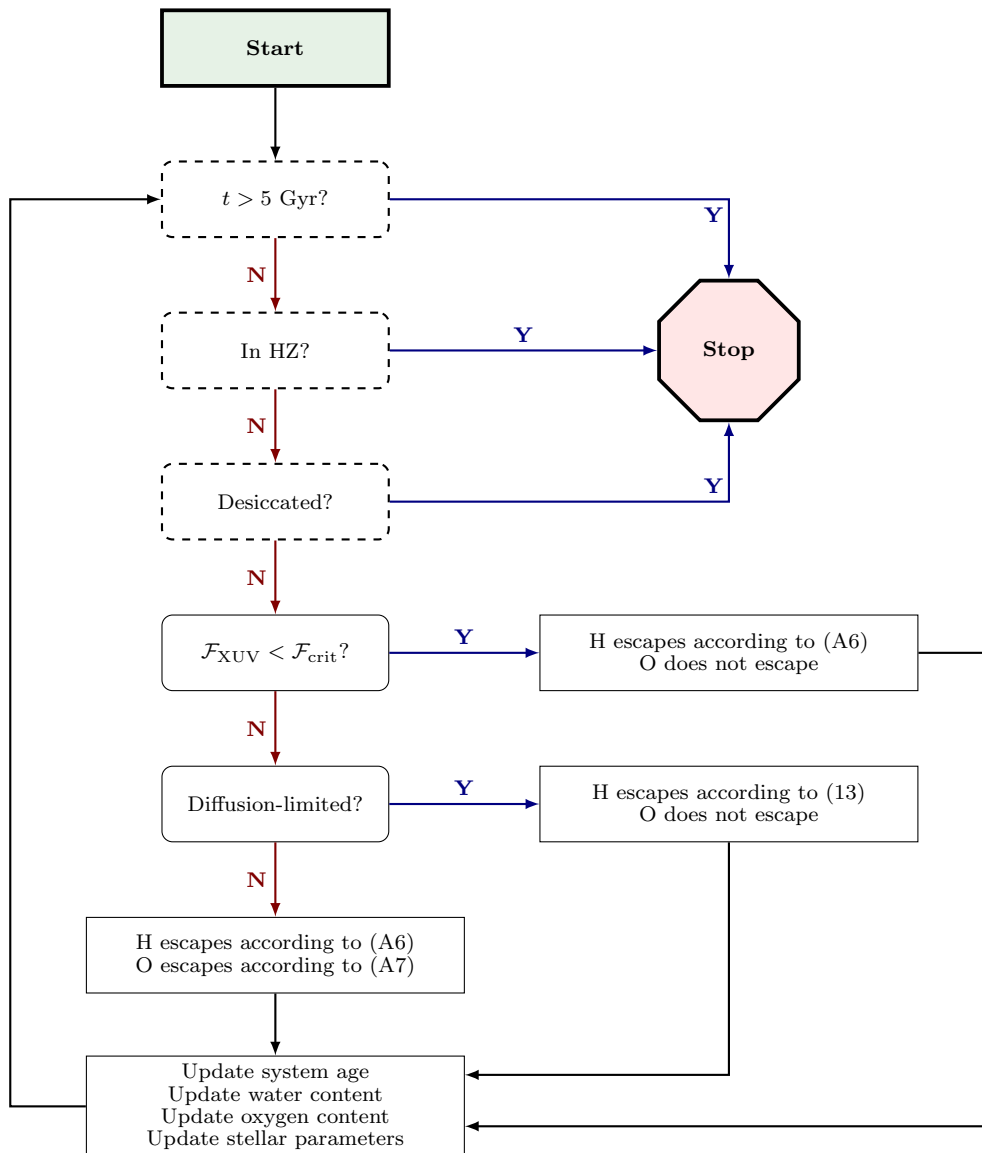 Start
t > 5 Gyr?
Y
N
In HZ?
Y
Stop
N
Desiccated?
Y
N
ℱXUV < ℱcrit?
Y
H escapes according to (A6)
O does not escape
N
Diffusion-limited?
Y
H escapes according to (13)
O does not escape
N
H escapes according to (A6)
O escapes according to (A7)
Update system age
Update water content
Update oxygen content
Update stellar parameters